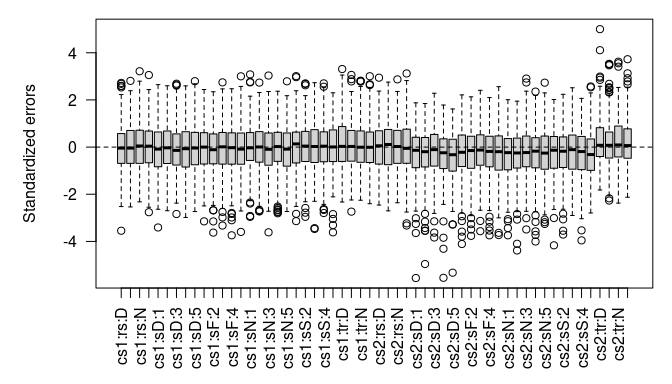 Standardized errors
4
2
0
-2
-4
cs1:rs:D
cs1:rs:N
cs1:sD:1
cs1:sD:3
cs1:sD:5
cs1:sF:2
cs1:sF:4
cs1:sN:1
cs1:sN:3
cs1:sN:5
cs1:sS:2
cs1:sS:4
cs1:tr:D
cs1:tr:N
cs2:rs:D
cs2:rs:N
cs2:sD:1
cs2:sD:3
cs2:sD:5
cs2:sF:2
cs2:sF:4
cs2:sN:1
cs2:sN:3
cs2:sN:5
cs2:sS:2
cs2:sS:4
cs2:tr:D
cs2:tr:N